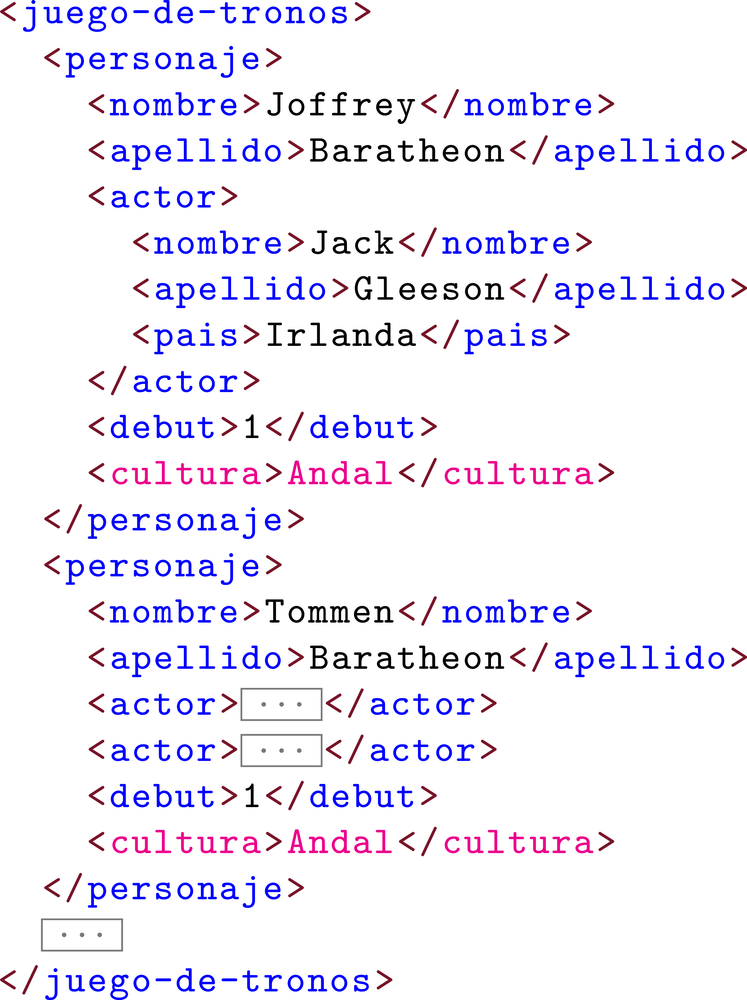 <juego-de-tronos>
<personaje>
<nombre>Joffrey</nombre>
<apellido>Baratheon</apellido>
<actor>
<nombre>Jack</nombre>
<apellido>Gleeson</apellido>
<pais>Irlanda</pais>
</actor>
<debut>1</debut>
<cultura>Andal</cultura>
</personaje>
<personaje>
<nombre>Tommen</nombre>
<apellido>Baratheon</apellido>
<actor>...</actor>
<actor>...</actor>
<debut>1</debut>
<cultura>Andal</cultura>
</personaje>
...
</juego-de-tronos>